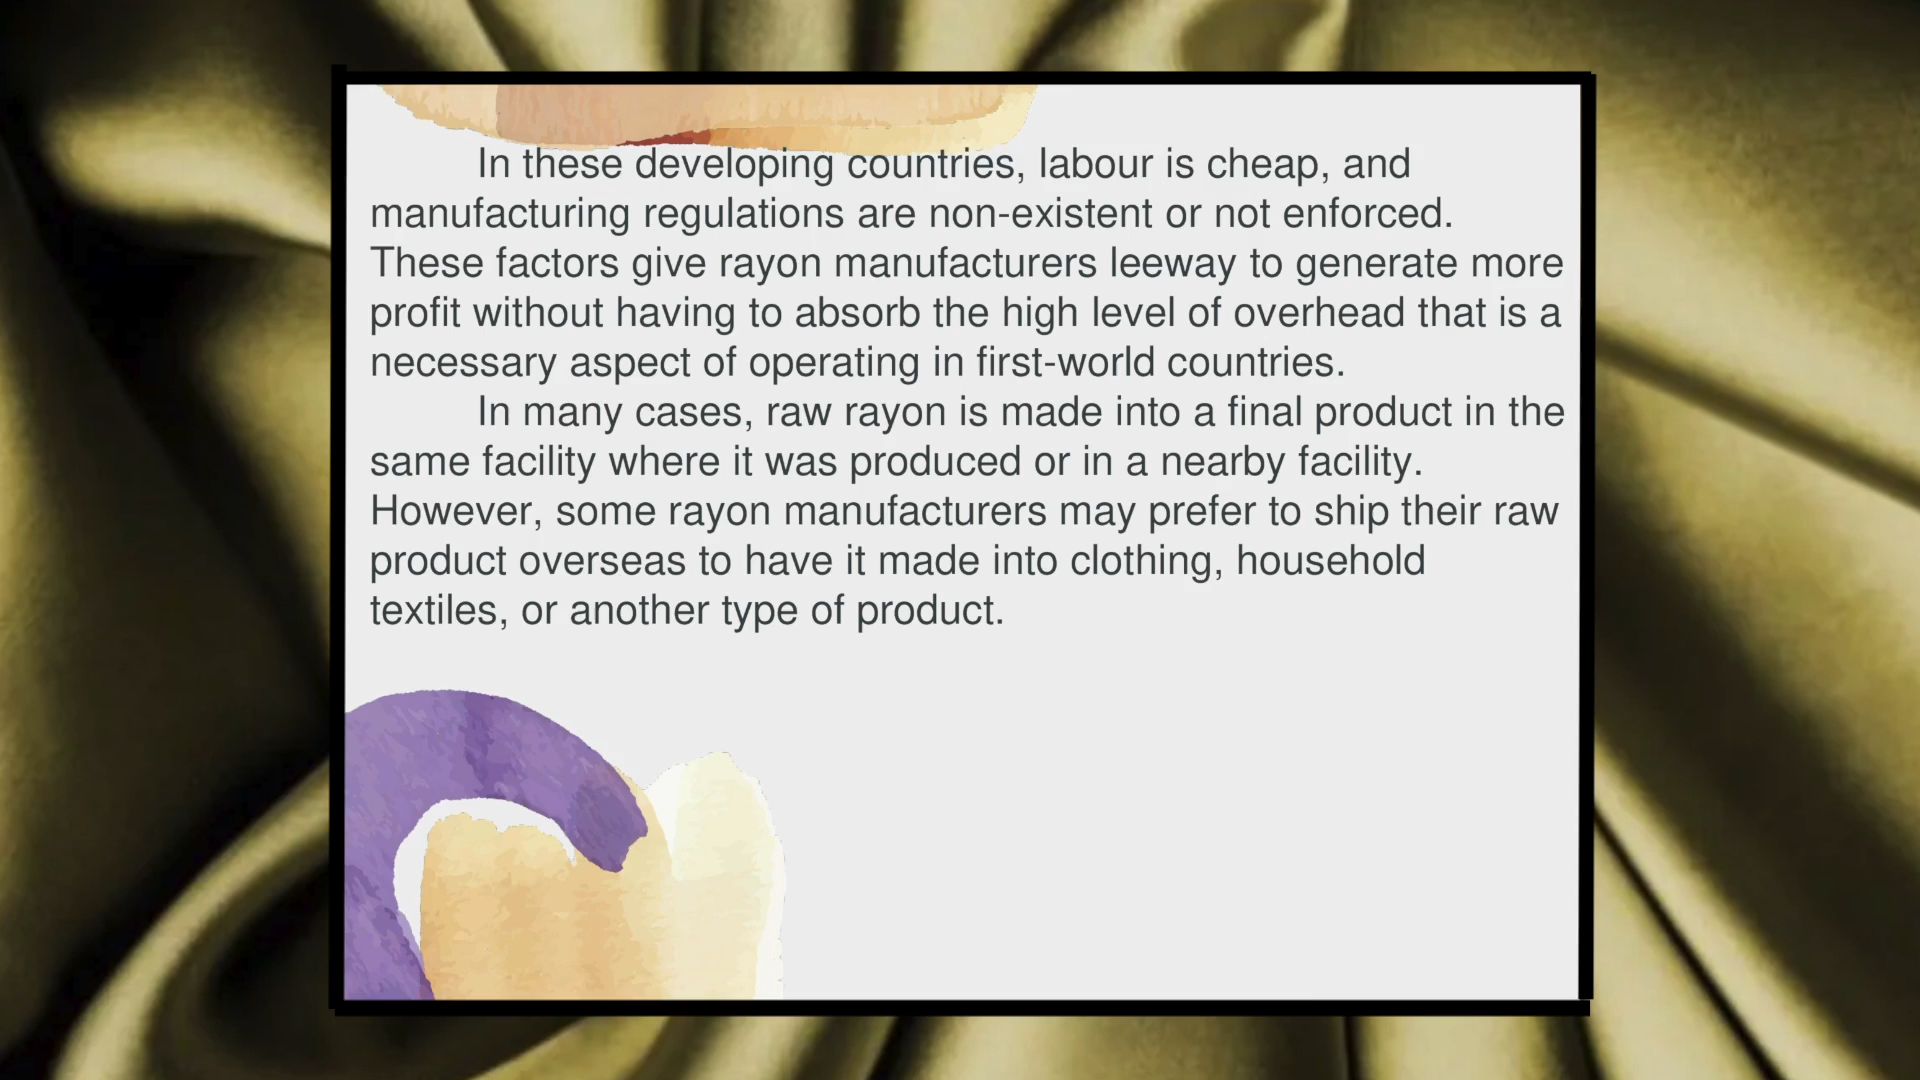 In these developing countries, labour is cheap, and
manufacturing regulations are non-existent or not enforced.
These factors give rayon manufacturers leeway to generate more
profit without having to absorb the high level of overhead that is a
necessary aspect of operating in first-world countries.
In many cases, raw rayon is made into a final product in the
same facility where it was produced or in a nearby facility.
However, some rayon manufacturers may prefer to ship their raw
product overseas to have it made into clothing, household
textiles, or another type of product.